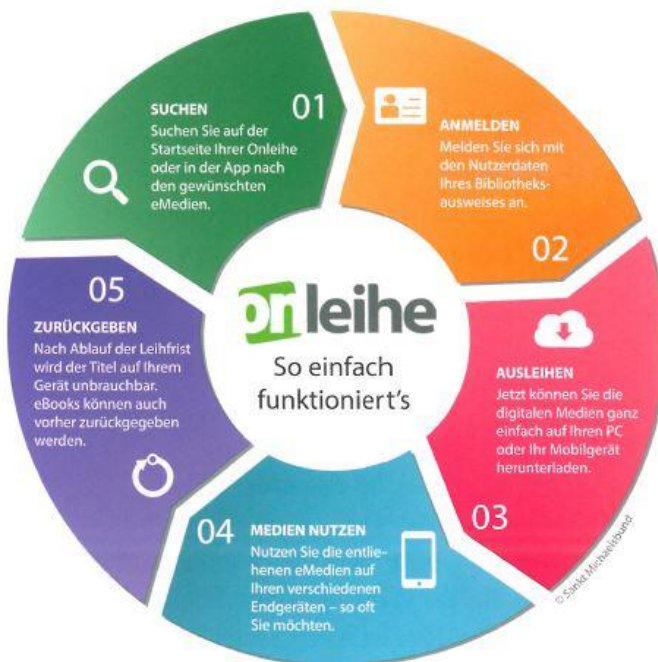 01
SUCHEN
Suchen Sie auf der
Startseite Ihrer Onleihe
oder in der App nach
den gewünschten
eMedien.
ANMELDEN
Melden Sie sich mit
den Nutzerdaten
Ihres Bibliotheks-
ausweises an.
02
AUSLEIHEN
Jetzt können Sie die
digitalen Medien ganz
einfach auf Ihren PC
oder Ihr Mobilgerät
herunterladen.
03
04
MEDIEN NUTZEN
Nutzen Sie die entlie-
henen eMedien auf
Ihren verschiedenen
Endgeräten – so oft
Sie möchten.
05
ZURÜCKGEBEN
Nach Ablauf der Leihfrist
wird der Titel auf Ihrem
Gerät unbrauchbar.
eBooks können auch
vorher zurückgegeben
werden.
onleihe
So einfach
funktioniert's
© Sankt Michaelsbund